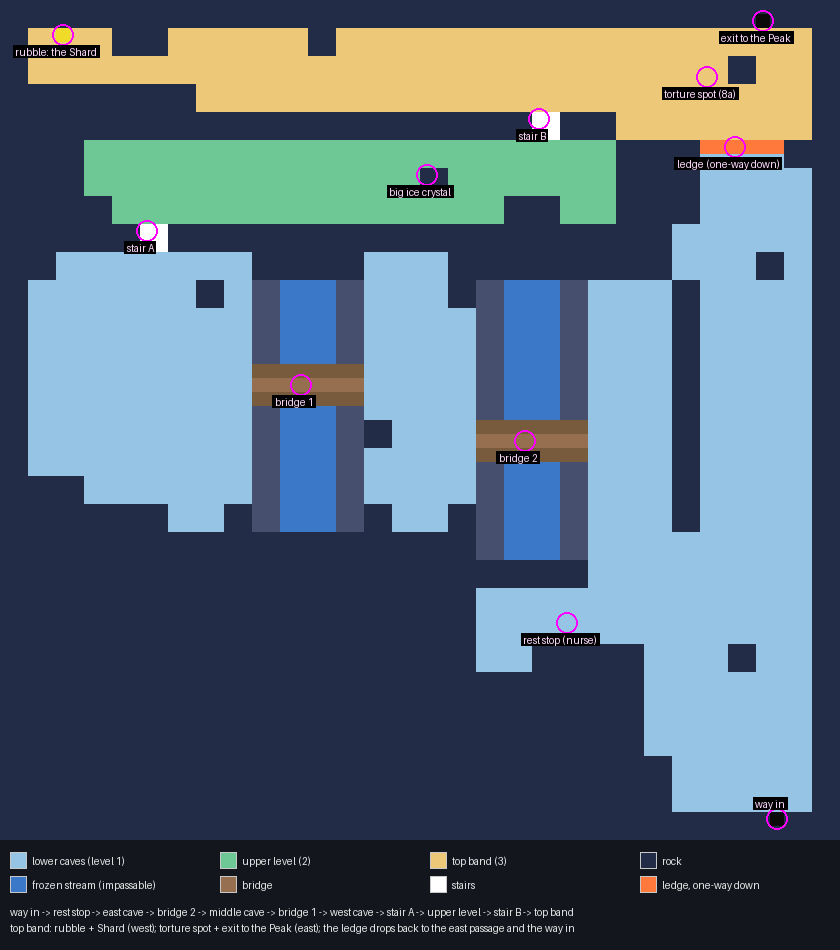 exit to the Peak
rubble: the Shard
torture spot (8a)
stair B
ledge (one-way down)
big ice crystal
stair A
bridge 1
bridge 2
rest stop (nurse)
way in
lower caves (level 1)
upper level (2)
top band (3)
rock
frozen stream (impassable)
bridge
stairs
ledge, one-way down
way in -> rest stop -> east cave -> bridge 2 -> middle cave -> bridge 1 -> west cave -> stair A -> upper level -> stair B -> top band
top band: rubble + Shard (west); torture spot + exit to the Peak (east); the ledge drops back to the east passage and the way in